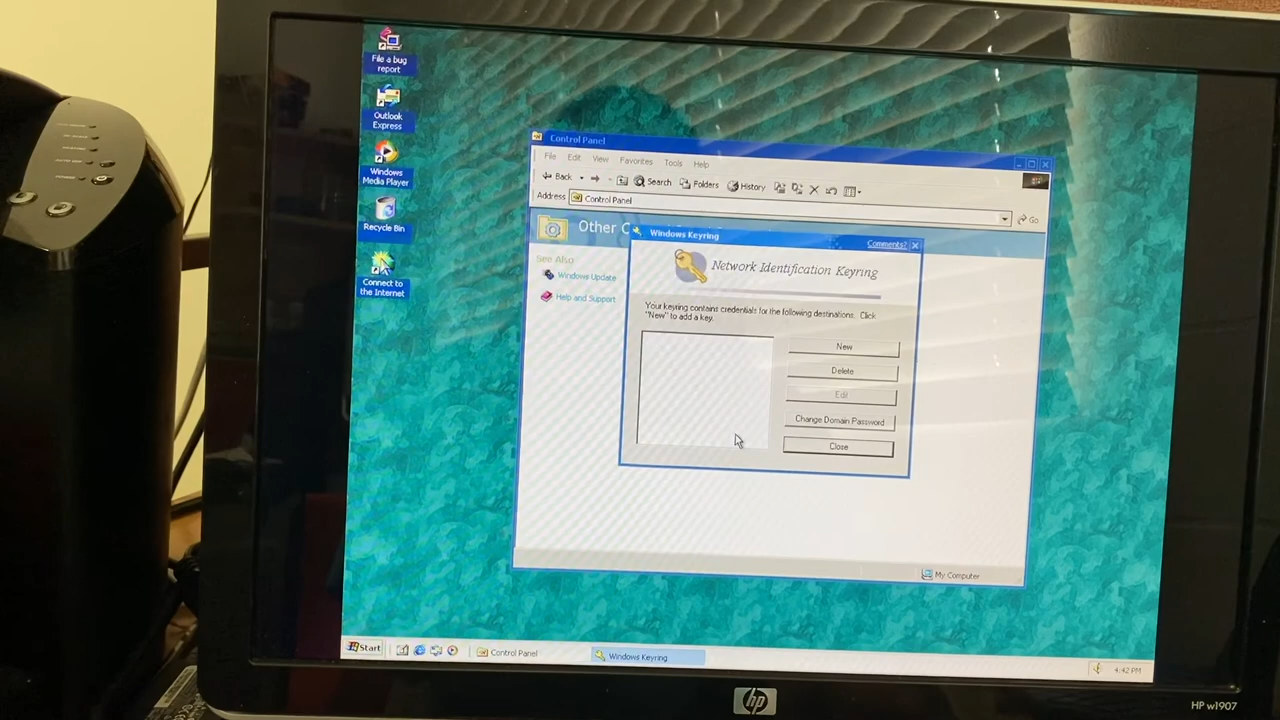 File a bug
report
Outlook
Express
Windows
Media Player
Recycle Bin
Connect to
the Internet
Control Panel
File Edit View Favorites Tools Help
Back Search Folders History
Address Control Panel Go
Other C
See Also
Windows Update
Help and Support
Windows Keyring Comments?
Network Identification Keyring
Your keyring contains credentials for the following destinations. Click
"New" to add a key.
New
Delete
Edit
Change Domain Password
Close
My Computer
Start Control Panel Windows Keyring 4:42 PM
hp
HP w1907